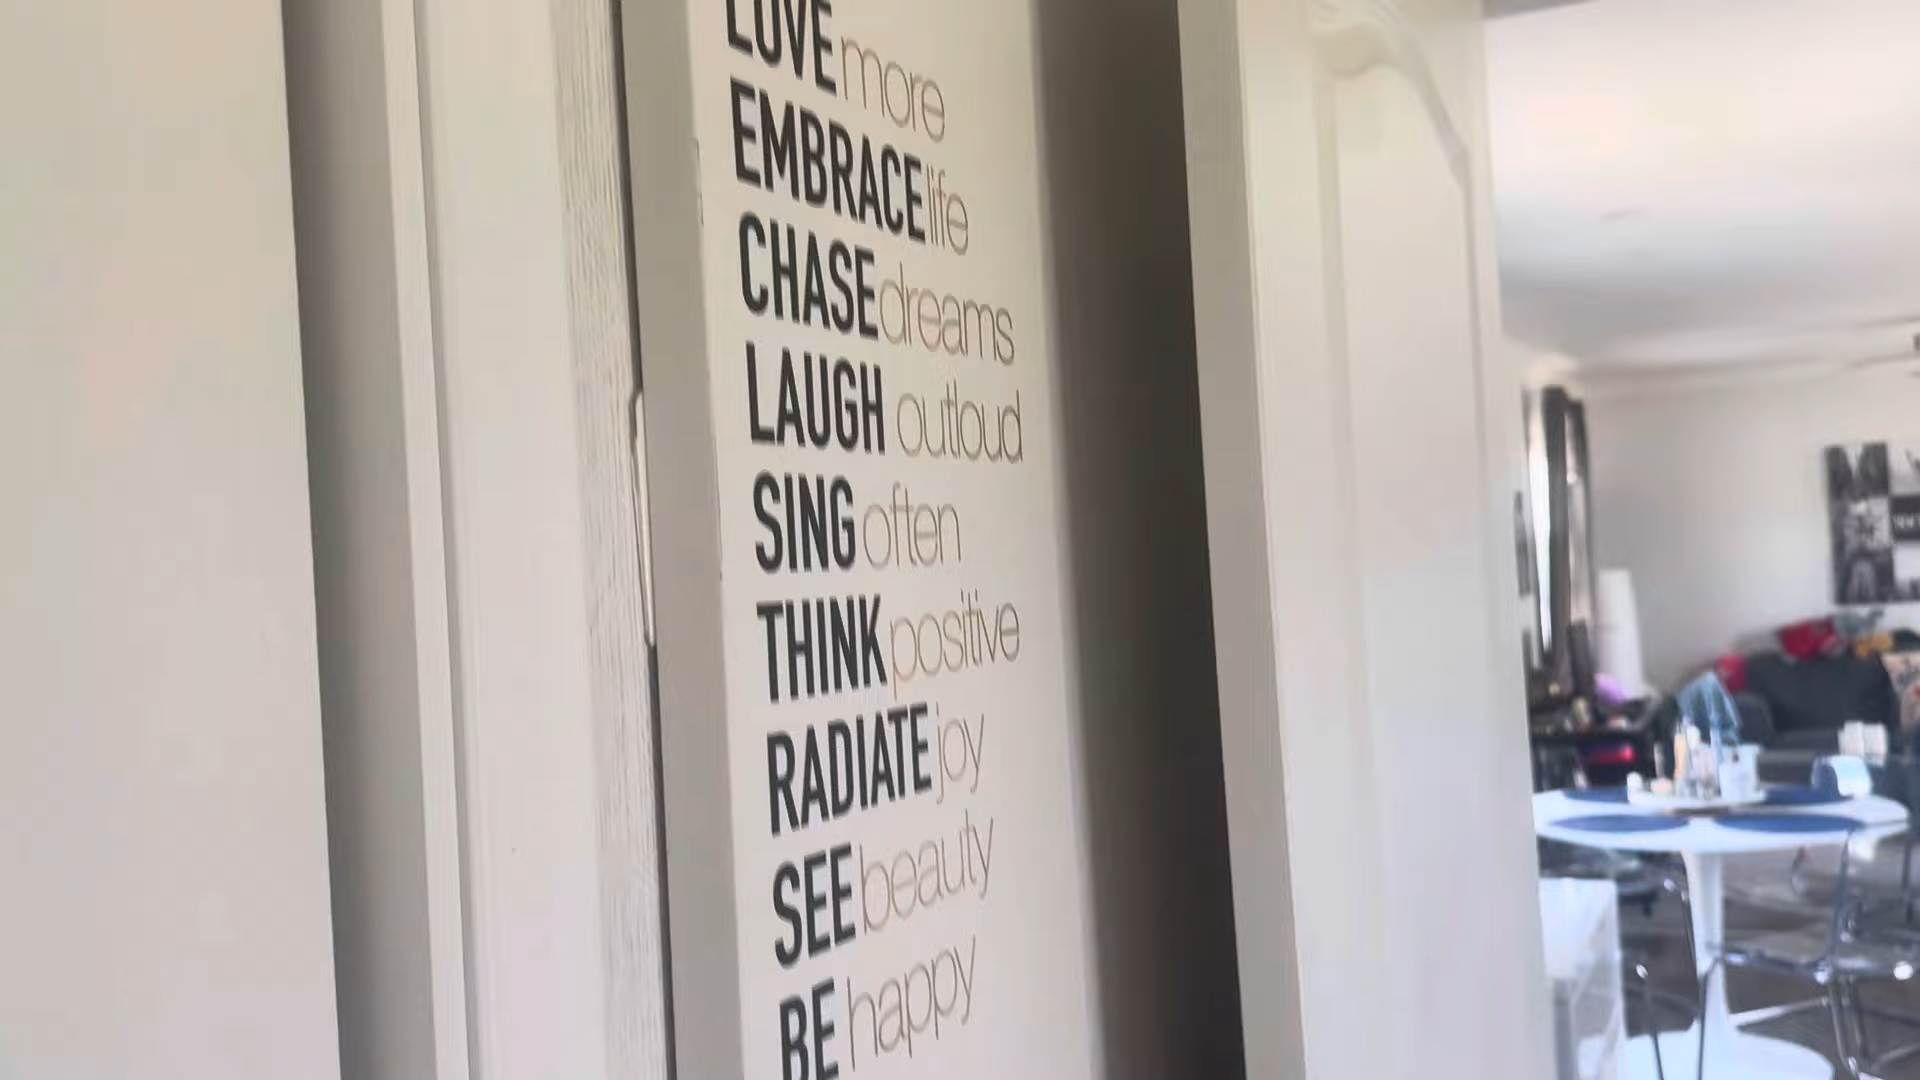 LOVE more
EMBRACE life
CHASE dreams
LAUGH outloud
SING often
THINK positive
RADIATE joy
SEE beauty
BE happy